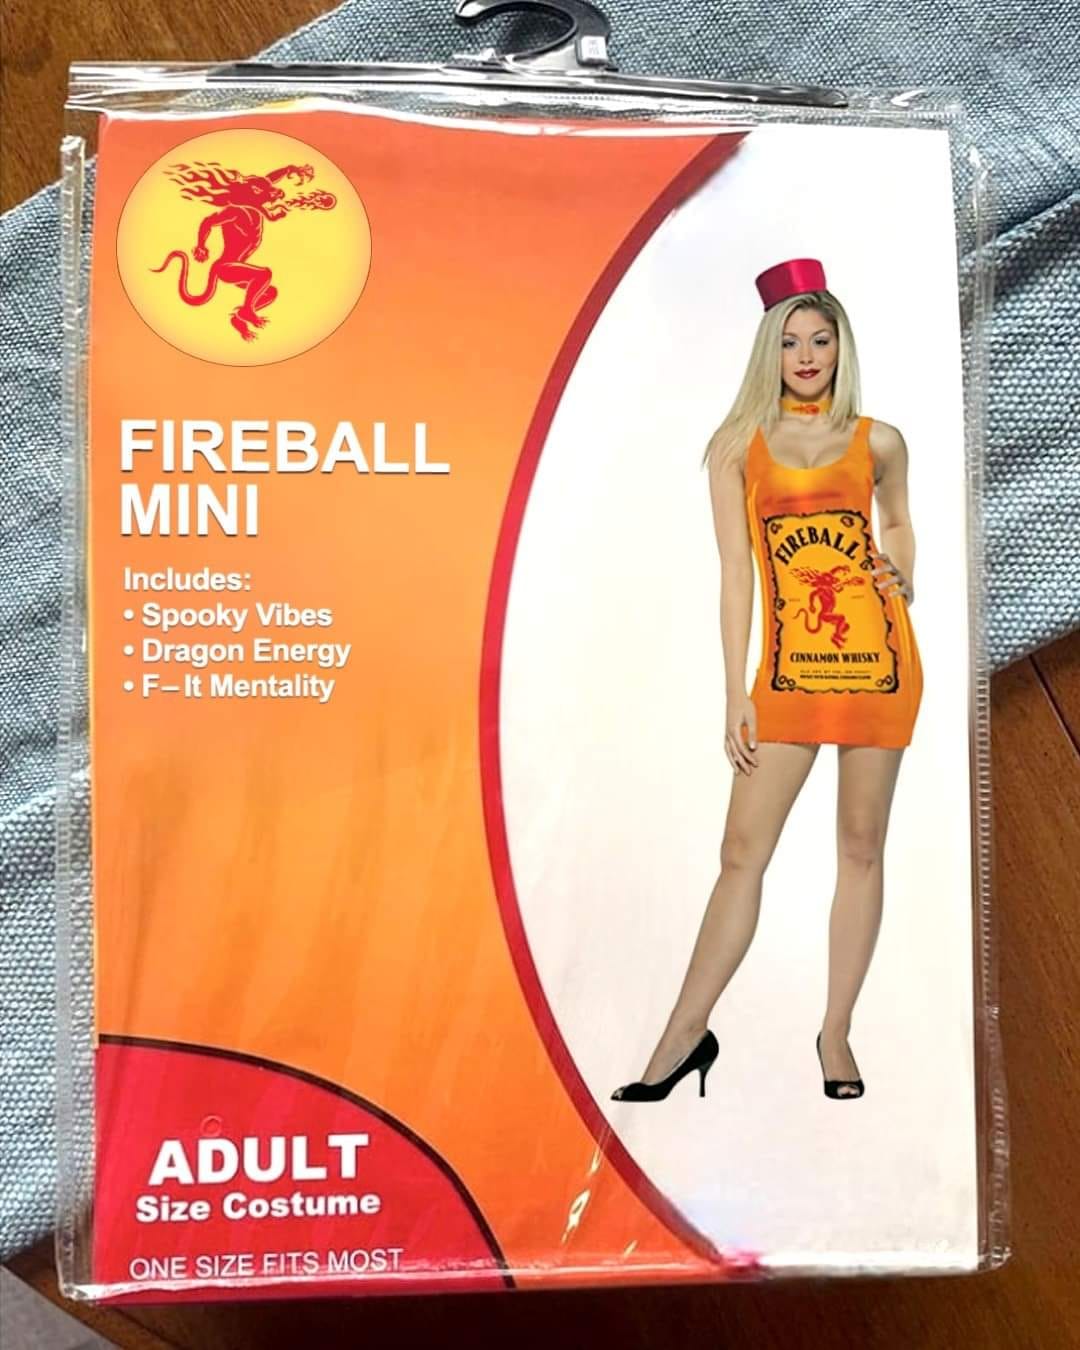 FIREBALL
MINI
Includes:
• Spooky Vibes
• Dragon Energy
• F–It Mentality
FIREBALL
CINNAMON WHISKY
ADULT
Size Costume
ONE SIZE FITS MOST